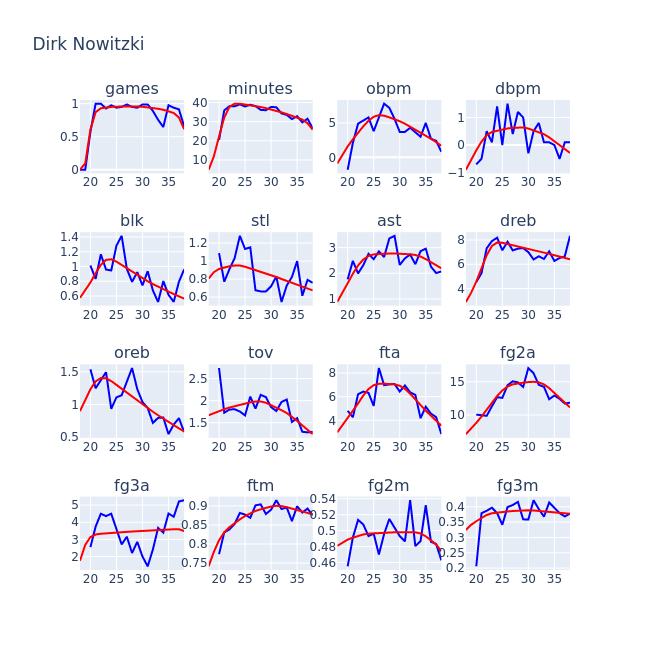 Dirk Nowitzki
games minutes obpm dbpm
1
0.5
0
20 25 30 35
40
30
20
10
20 25 30 35
5
0
20 25 30 35
1
0
−1
20 25 30 35
blk stl ast dreb
1.4
1.2
1
0.8
0.6
20 25 30 35
1.2
1
0.8
0.6
20 25 30 35
3
2
1
20 25 30 35
8
6
4
20 25 30 35
oreb tov fta fg2a
1.5
1
0.5
20 25 30 35
2.5
2
1.5
20 25 30 35
8
6
4
20 25 30 35
15
10
20 25 30 35
fg3a ftm fg2m fg3m
5
4
3
2
20 25 30 35
0.9
0.85
0.8
0.75
20 25 30 35
0.54
0.52
0.5
0.48
0.46
20 25 30 35
0.4
0.35
0.3
0.25
0.2
20 25 30 35